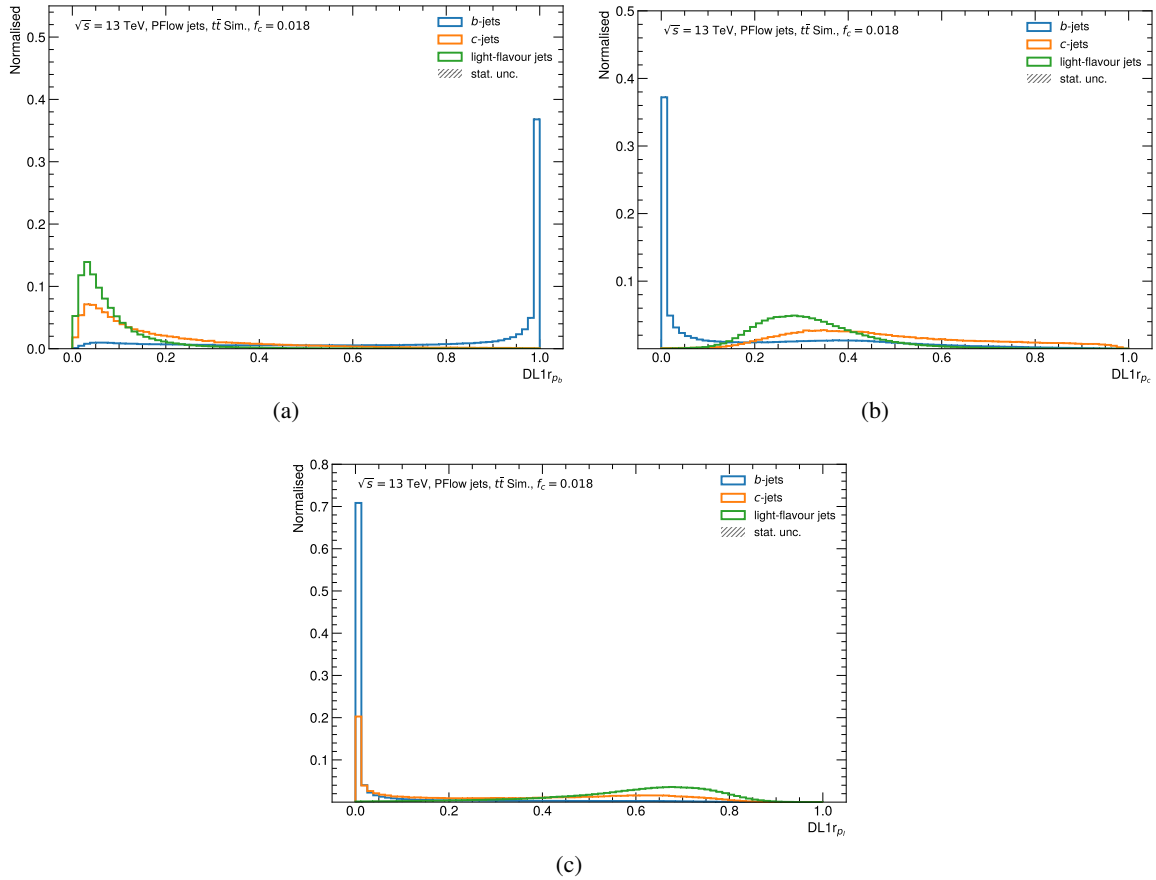 Normalised
√s = 13 TeV, PFlow jets, tt̄ Sim., f_c = 0.018
b-jets
c-jets
light-flavour jets
stat. unc.
0.5
0.4
0.3
0.2
0.1
0.0
0.0 0.2 0.4 0.6 0.8 1.0
DL1r_{p_b}
(a)
Normalised
√s = 13 TeV, PFlow jets, tt̄ Sim., f_c = 0.018
b-jets
c-jets
light-flavour jets
stat. unc.
0.5
0.4
0.3
0.2
0.1
0.0 0.2 0.4 0.6 0.8 1.0
DL1r_{p_c}
(b)
Normalised
√s = 13 TeV, PFlow jets, tt̄ Sim., f_c = 0.018
b-jets
c-jets
light-flavour jets
stat. unc.
0.8
0.7
0.6
0.5
0.4
0.3
0.2
0.1
0.0 0.2 0.4 0.6 0.8 1.0
DL1r_{p_l}
(c)